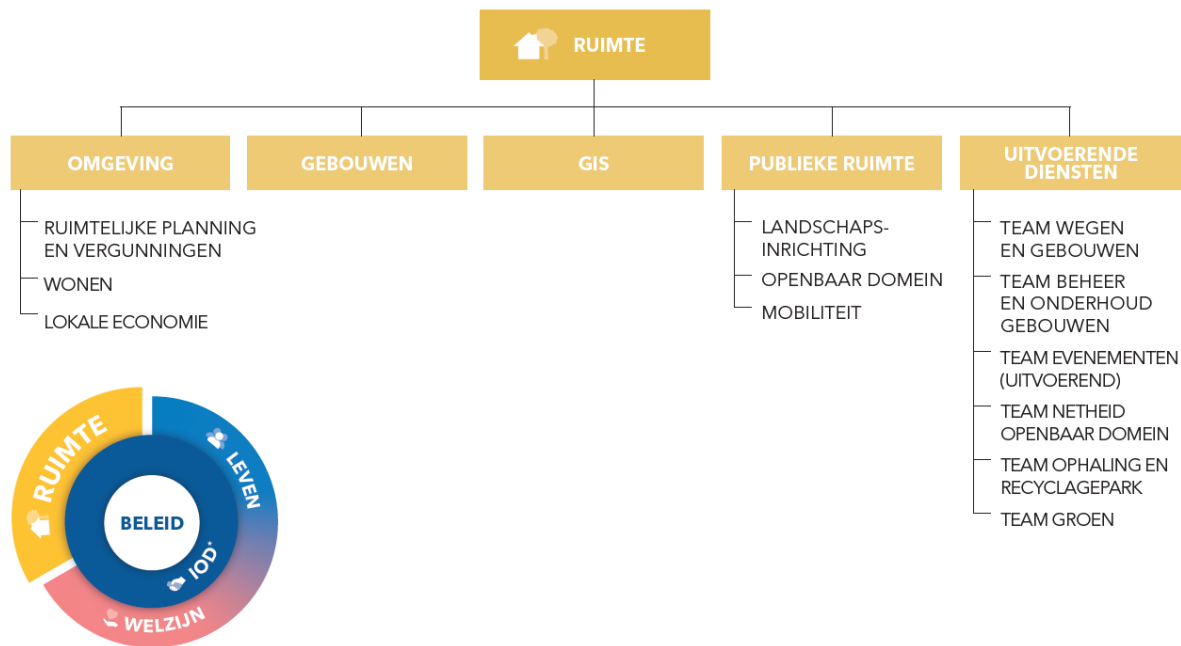 RUIMTE
OMGEVING
RUIMTELIJKE PLANNING
EN VERGUNNINGEN
WONEN
LOKALE ECONOMIE
GEBOUWEN
GIS
PUBLIEKE RUIMTE
LANDSCHAPS-
INRICHTING
OPENBAAR DOMEIN
MOBILITEIT
UITVOERENDE
DIENSTEN
TEAM WEGEN
EN GEBOUWEN
TEAM BEHEER
EN ONDERHOUD
GEBOUWEN
TEAM EVENEMENTEN
(UITVOEREND)
TEAM NETHEID
OPENBAAR DOMEIN
TEAM OPHALING EN
RECYCLAGEPARK
TEAM GROEN
RUIMTE
LEVEN
BELEID
IOD*
WELZIJN